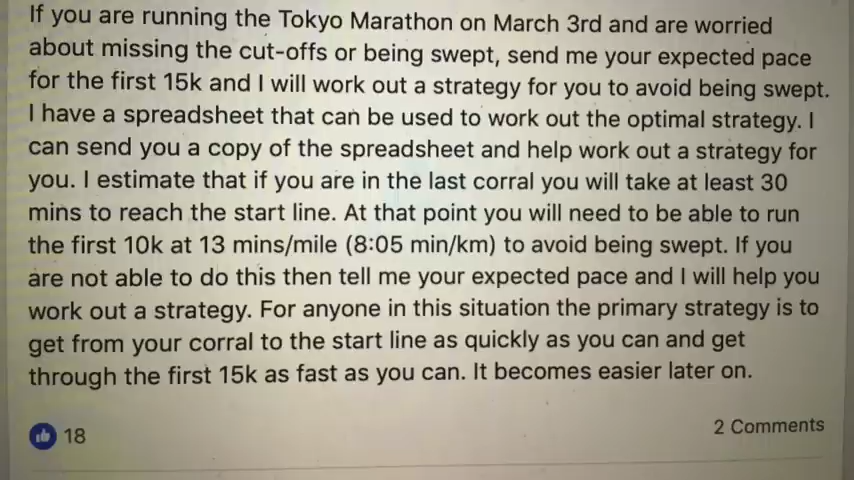 If you are running the Tokyo Marathon on March 3rd and are worried
about missing the cut-offs or being swept, send me your expected pace
for the first 15k and I will work out a strategy for you to avoid being swept.
I have a spreadsheet that can be used to work out the optimal strategy. I
can send you a copy of the spreadsheet and help work out a strategy for
you. I estimate that if you are in the last corral you will take at least 30
mins to reach the start line. At that point you will need to be able to run
the first 10k at 13 mins/mile (8:05 min/km) to avoid being swept. If you
are not able to do this then tell me your expected pace and I will help you
work out a strategy. For anyone in this situation the primary strategy is to
get from your corral to the start line as quickly as you can and get
through the first 15k as fast as you can. It becomes easier later on.
18
2 Comments